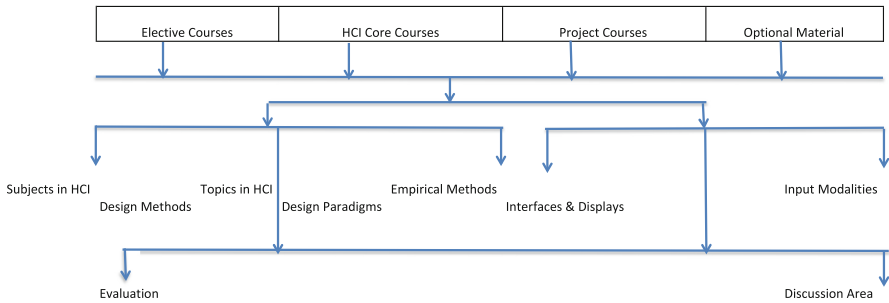 Elective Courses HCI Core Courses Project Courses Optional Material
Subjects in HCI Topics in HCI Empirical Methods Input Modalities
Design Methods Design Paradigms Interfaces & Displays
Evaluation Discussion Area